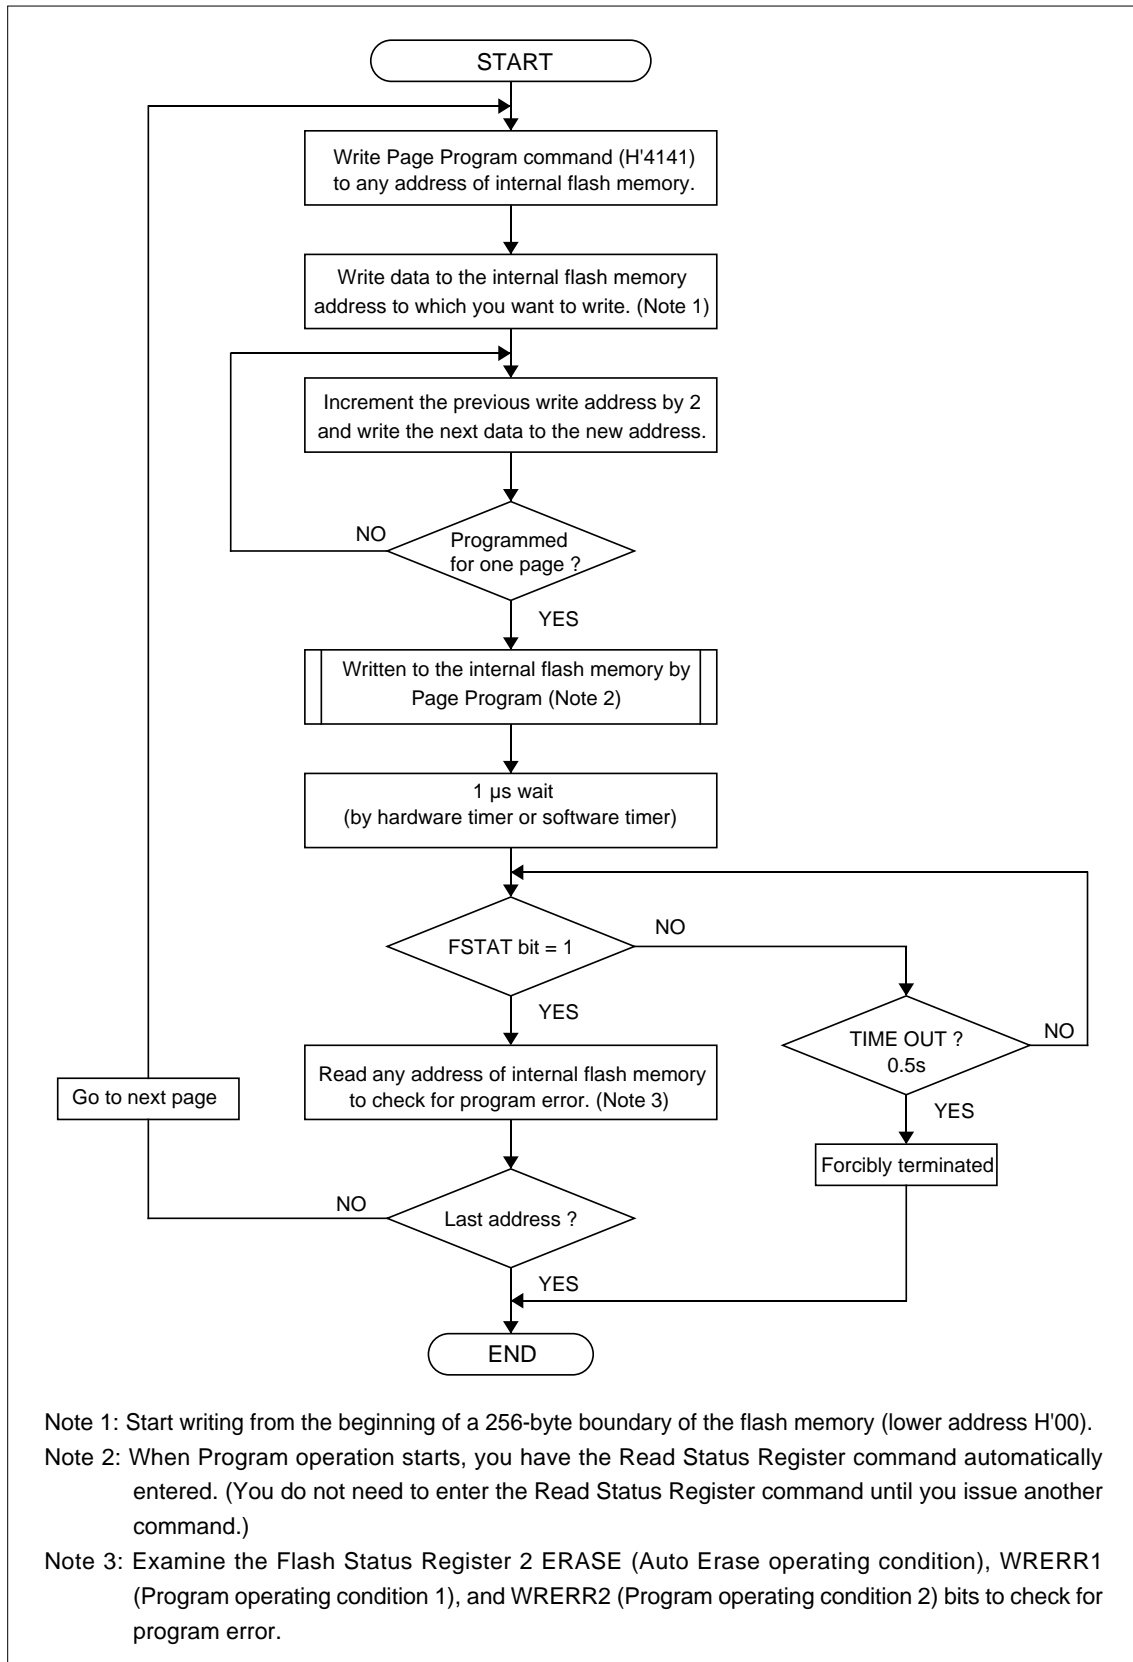 START
Write Page Program command (H'4141)
to any address of internal flash memory.
Write data to the internal flash memory
address to which you want to write. (Note 1)
Increment the previous write address by 2
and write the next data to the new address.
NO
Programmed
for one page ?
YES
Written to the internal flash memory by
Page Program (Note 2)
1 µs wait
(by hardware timer or software timer)
FSTAT bit = 1
NO
YES
TIME OUT ?
0.5s
NO
YES
Forcibly terminated
Read any address of internal flash memory
to check for program error. (Note 3)
Go to next page
NO
Last address ?
YES
END
Note 1: Start writing from the beginning of a 256-byte boundary of the flash memory (lower address H'00).
Note 2: When Program operation starts, you have the Read Status Register command automatically
entered. (You do not need to enter the Read Status Register command until you issue another
command.)
Note 3: Examine the Flash Status Register 2 ERASE (Auto Erase operating condition), WRERR1
(Program operating condition 1), and WRERR2 (Program operating condition 2) bits to check for
program error.